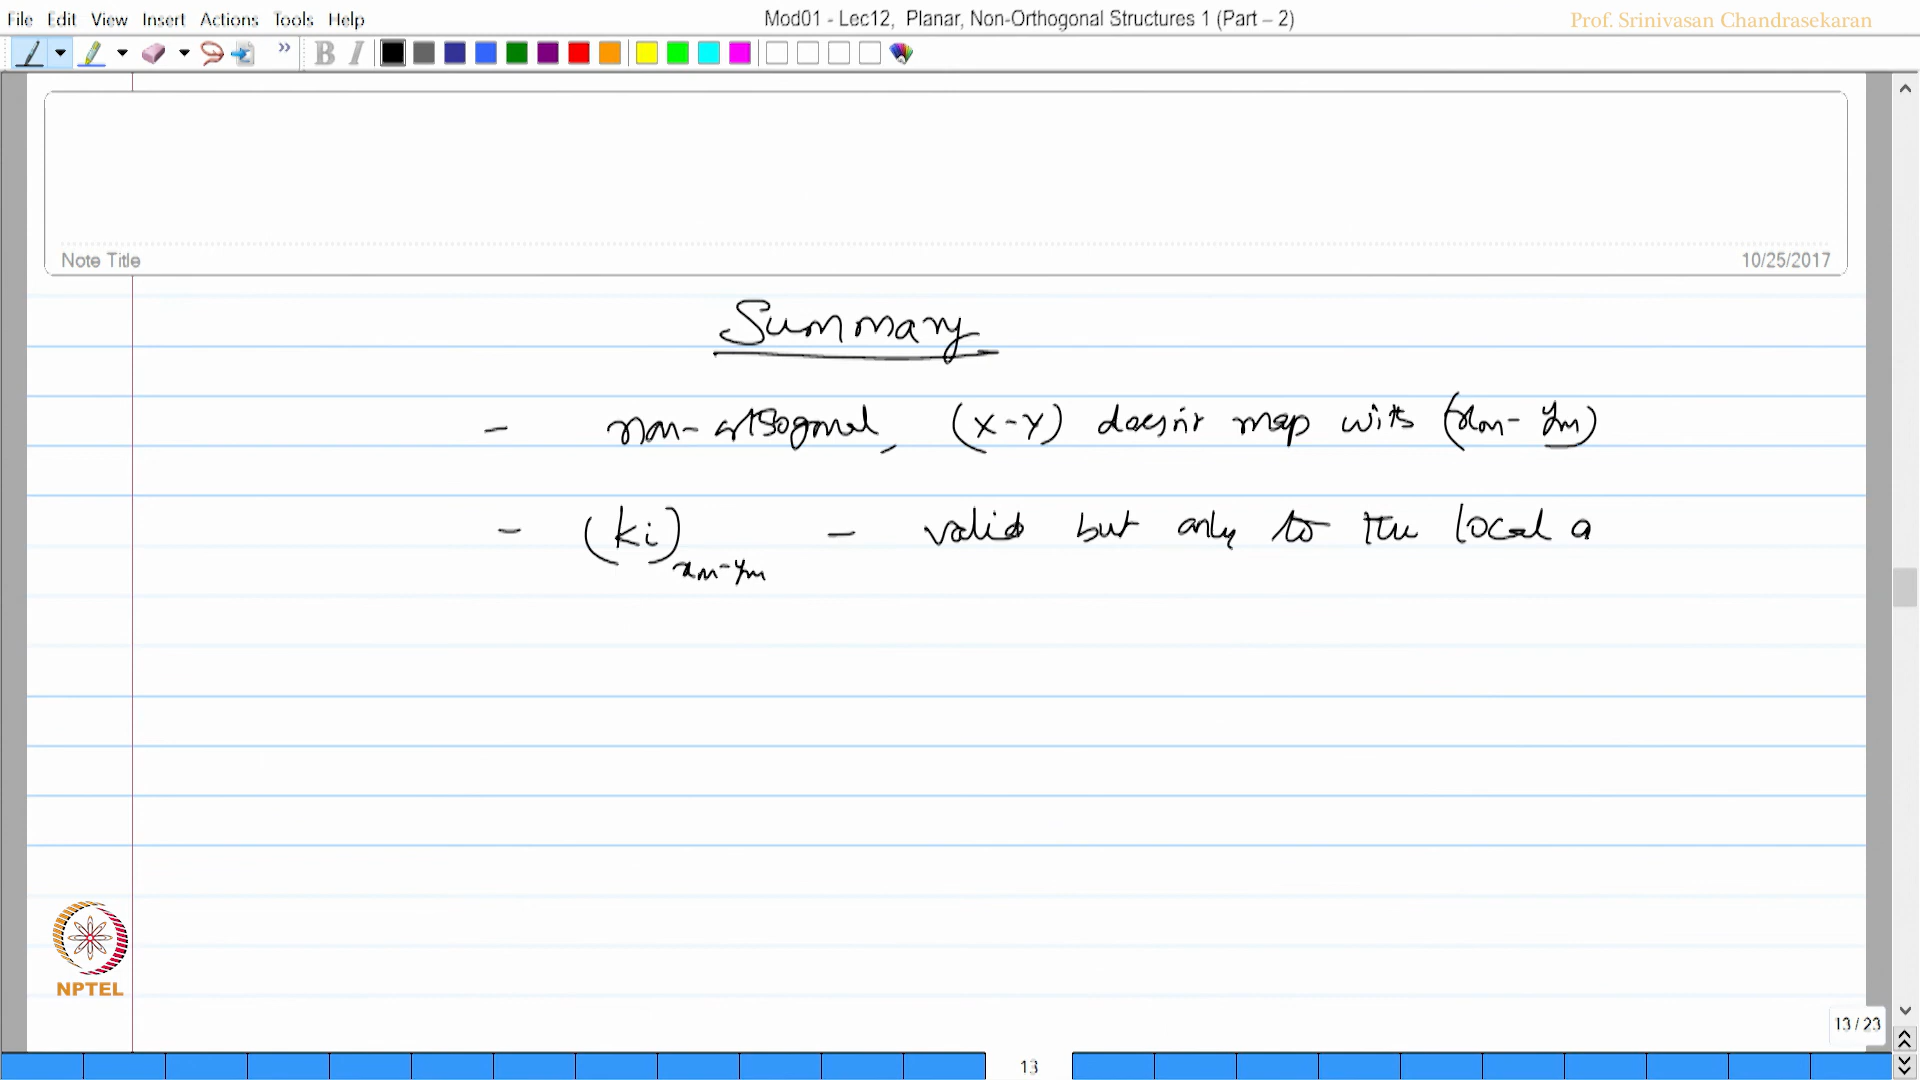 File Edit View Insert Actions Tools Help
Mod01 - Lec12, Planar, Non-Orthogonal Structures 1 (Part – 2)
Prof. Srinivasan Chandrasekaran
Note Title
10/25/2017
Summary
- non-orthogonal, (X-Y) doesn't map with (xm - ym)
- (ki)xm-ym - valid but only to the local a
NPTEL
13 / 23
13